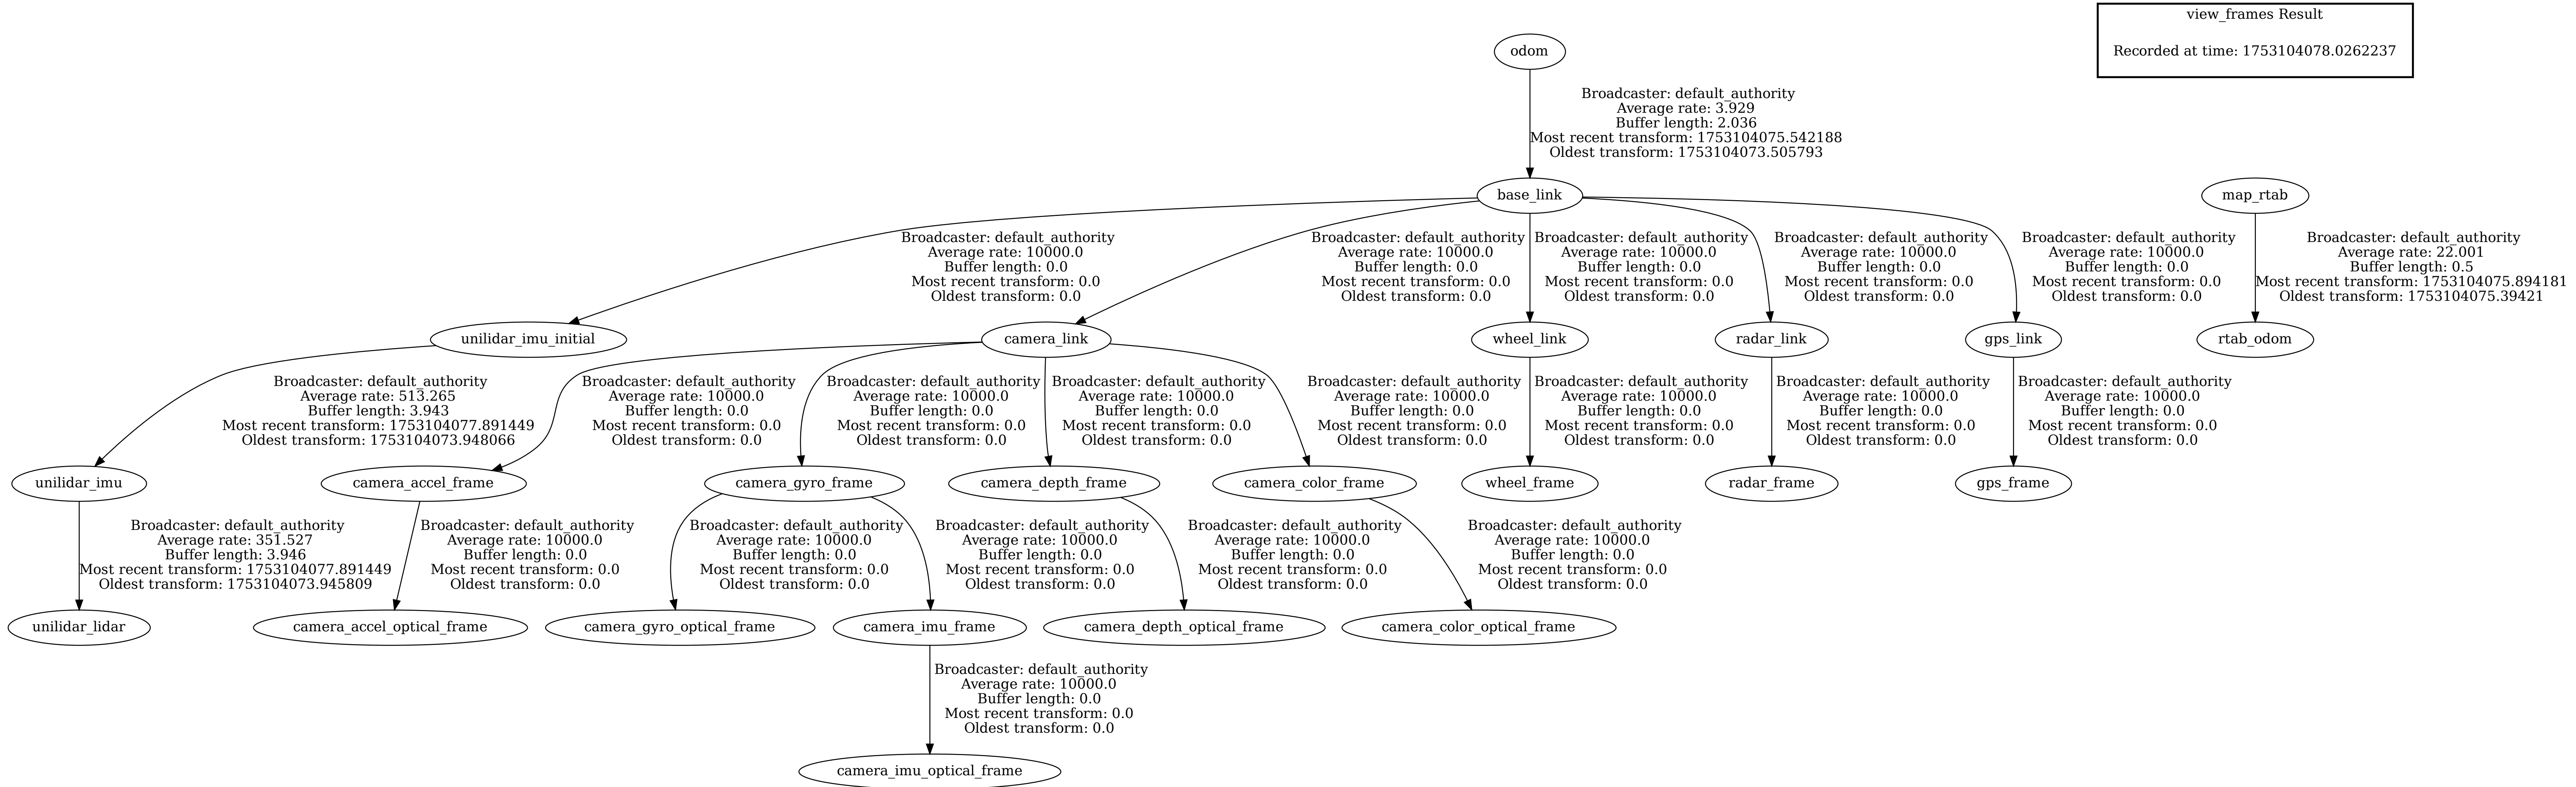 view_frames Result
Recorded at time: 1753104078.0262237
odom
Broadcaster: default_authority
Average rate: 3.929
Buffer length: 2.036
Most recent transform: 1753104075.542188
Oldest transform: 1753104073.505793
base_link
map_rtab
Broadcaster: default_authority
Average rate: 10000.0
Buffer length: 0.0
Most recent transform: 0.0
Oldest transform: 0.0
Broadcaster: default_authority
Average rate: 10000.0
Buffer length: 0.0
Most recent transform: 0.0
Oldest transform: 0.0
Broadcaster: default_authority
Average rate: 10000.0
Buffer length: 0.0
Most recent transform: 0.0
Oldest transform: 0.0
Broadcaster: default_authority
Average rate: 10000.0
Buffer length: 0.0
Most recent transform: 0.0
Oldest transform: 0.0
Broadcaster: default_authority
Average rate: 10000.0
Buffer length: 0.0
Most recent transform: 0.0
Oldest transform: 0.0
Broadcaster: default_authority
Average rate: 22.001
Buffer length: 0.5
Most recent transform: 1753104075.894181
Oldest transform: 1753104075.39421
unilidar_imu_initial
camera_link
wheel_link
radar_link
gps_link
rtab_odom
Broadcaster: default_authority
Average rate: 513.265
Buffer length: 3.943
Most recent transform: 1753104077.891449
Oldest transform: 1753104073.948066
Broadcaster: default_authority
Average rate: 10000.0
Buffer length: 0.0
Most recent transform: 0.0
Oldest transform: 0.0
Broadcaster: default_authority
Average rate: 10000.0
Buffer length: 0.0
Most recent transform: 0.0
Oldest transform: 0.0
Broadcaster: default_authority
Average rate: 10000.0
Buffer length: 0.0
Most recent transform: 0.0
Oldest transform: 0.0
Broadcaster: default_authority
Average rate: 10000.0
Buffer length: 0.0
Most recent transform: 0.0
Oldest transform: 0.0
Broadcaster: default_authority
Average rate: 10000.0
Buffer length: 0.0
Most recent transform: 0.0
Oldest transform: 0.0
Broadcaster: default_authority
Average rate: 10000.0
Buffer length: 0.0
Most recent transform: 0.0
Oldest transform: 0.0
Broadcaster: default_authority
Average rate: 10000.0
Buffer length: 0.0
Most recent transform: 0.0
Oldest transform: 0.0
unilidar_imu
camera_accel_frame
camera_gyro_frame
camera_depth_frame
camera_color_frame
wheel_frame
radar_frame
gps_frame
Broadcaster: default_authority
Average rate: 351.527
Buffer length: 3.946
Most recent transform: 1753104077.891449
Oldest transform: 1753104073.945809
Broadcaster: default_authority
Average rate: 10000.0
Buffer length: 0.0
Most recent transform: 0.0
Oldest transform: 0.0
Broadcaster: default_authority
Average rate: 10000.0
Buffer length: 0.0
Most recent transform: 0.0
Oldest transform: 0.0
Broadcaster: default_authority
Average rate: 10000.0
Buffer length: 0.0
Most recent transform: 0.0
Oldest transform: 0.0
Broadcaster: default_authority
Average rate: 10000.0
Buffer length: 0.0
Most recent transform: 0.0
Oldest transform: 0.0
Broadcaster: default_authority
Average rate: 10000.0
Buffer length: 0.0
Most recent transform: 0.0
Oldest transform: 0.0
unilidar_lidar
camera_accel_optical_frame
camera_gyro_optical_frame
camera_imu_frame
camera_depth_optical_frame
camera_color_optical_frame
Broadcaster: default_authority
Average rate: 10000.0
Buffer length: 0.0
Most recent transform: 0.0
Oldest transform: 0.0
camera_imu_optical_frame